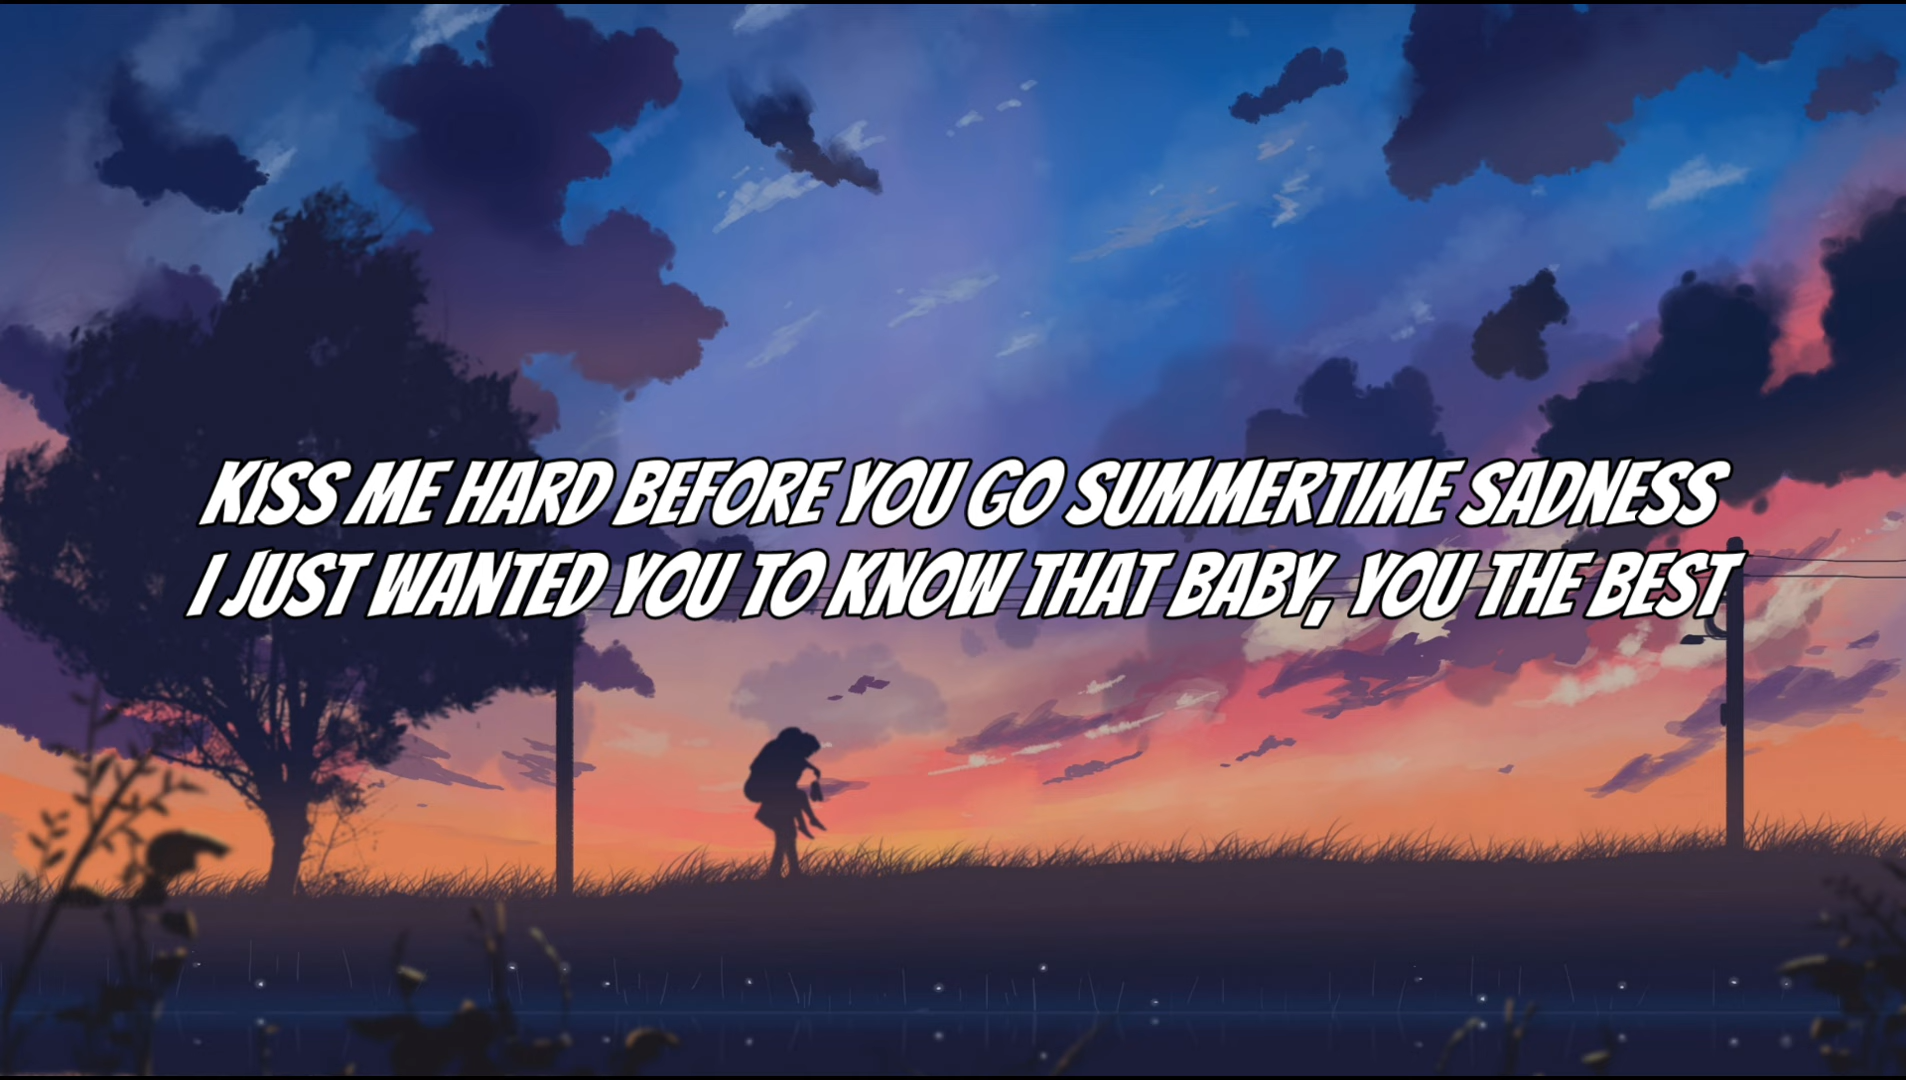 KISS ME HARD BEFORE YOU GO SUMMERTIME SADNESS
I JUST WANTED YOU TO KNOW THAT BABY, YOU THE BEST